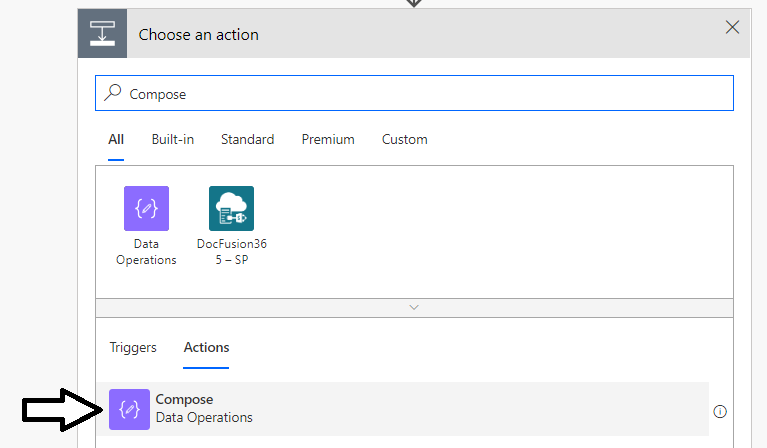 Choose an action
Compose
All Built-in Standard Premium Custom
Data
Operations
DocFusion36
5 – SP
Triggers Actions
Compose
Data Operations